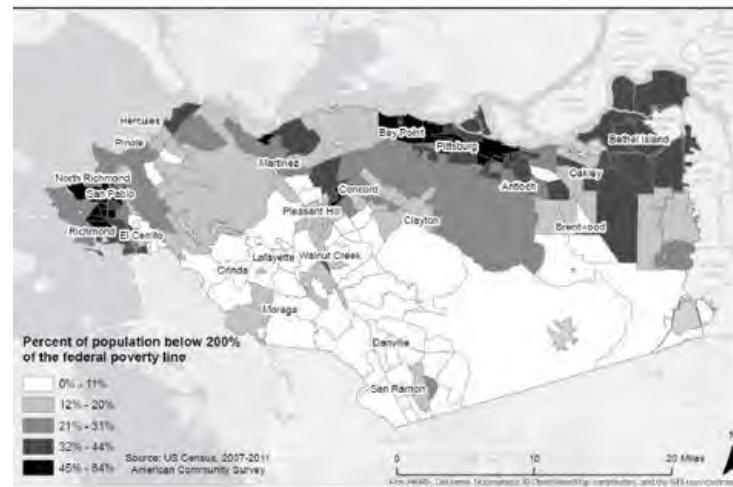 Hercules
Pinole
North Richmond
San Pablo
Richmond
El Cerrito
Martinez
Bay Point
Pittsburg
Bethel Island
Oakley
Antioch
Concord
Pleasant Hill
Clayton
Brentwood
Lafayette
Walnut Creek
Orinda
Moraga
Danville
San Ramon
Percent of population below 200%
of the federal poverty line
0% - 11%
12% - 20%
21% - 31%
32% - 44%
45% - 84%
Source: US Census, 2007-2011
American Community Survey
0
10
20 Miles
N